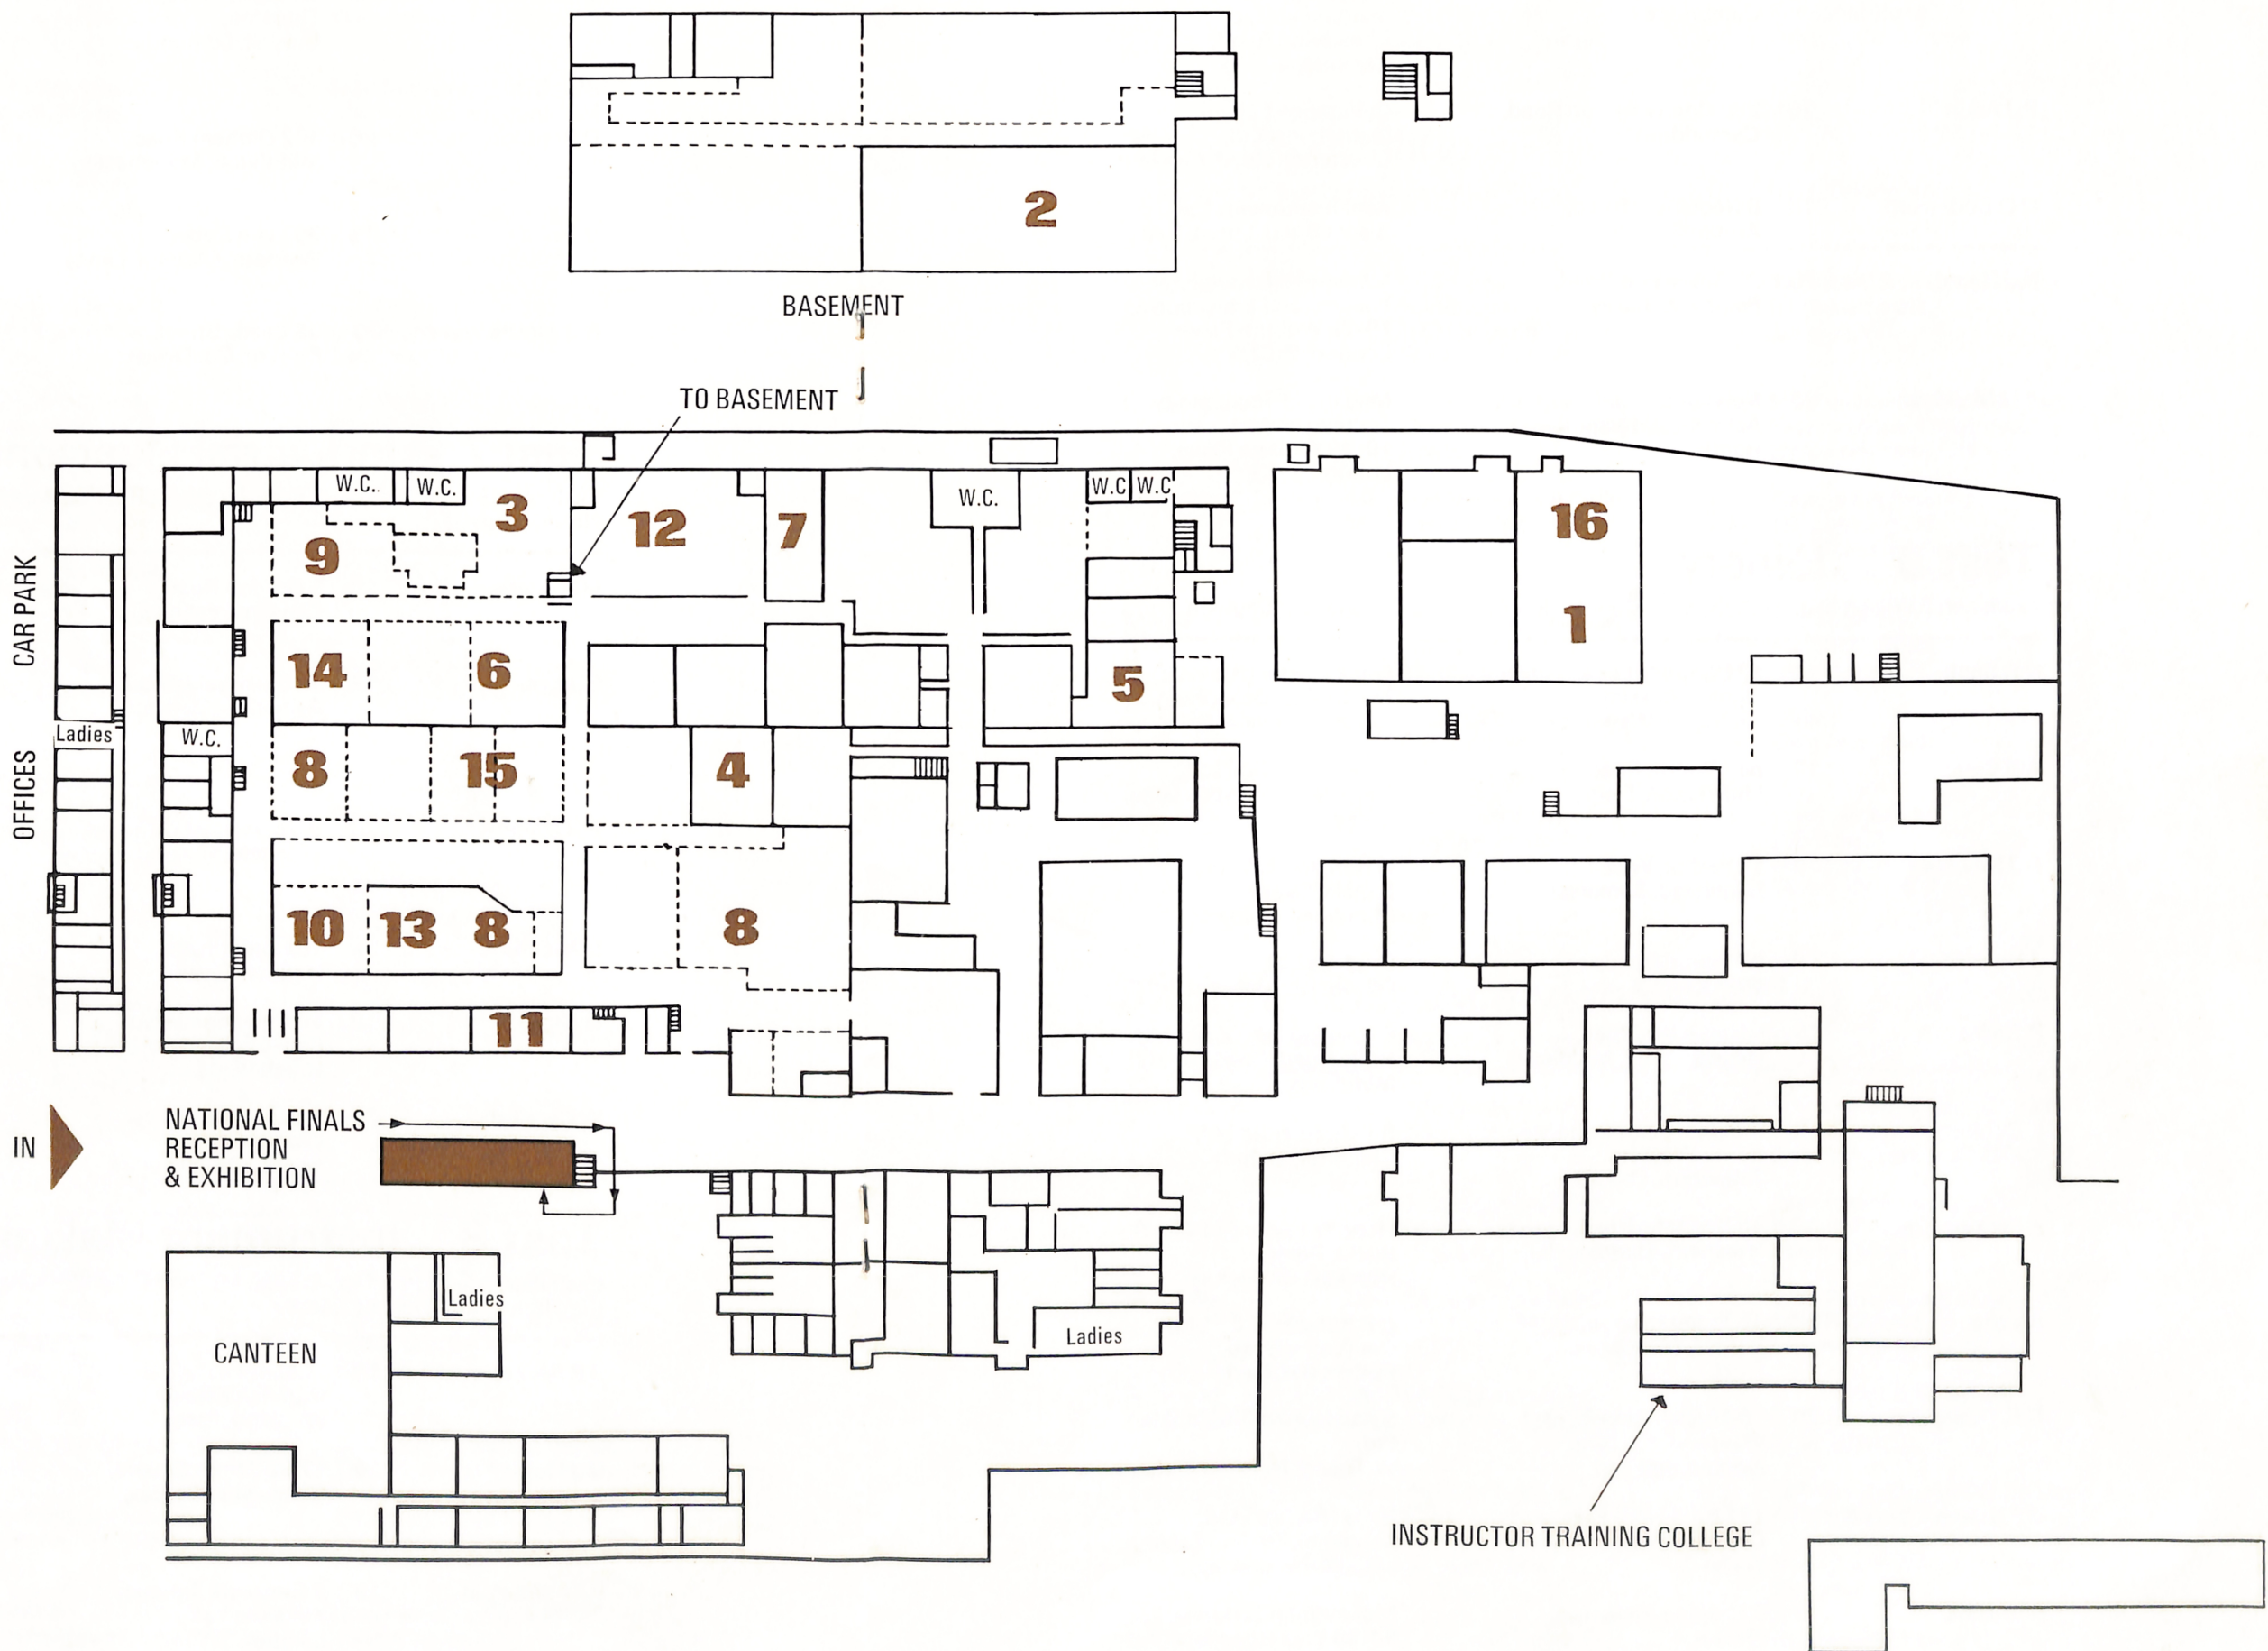 2
BASEMENT
TO BASEMENT
W.C..
W.C.
3
12
7
W.C.
W.C
W.C
16
9
1
CAR PARK
14
6
5
Ladies
W.C.
OFFICES
8
15
4
10
13
8
8
11
IN
NATIONAL FINALS
RECEPTION
& EXHIBITION
Ladies
CANTEEN
Ladies
INSTRUCTOR TRAINING COLLEGE